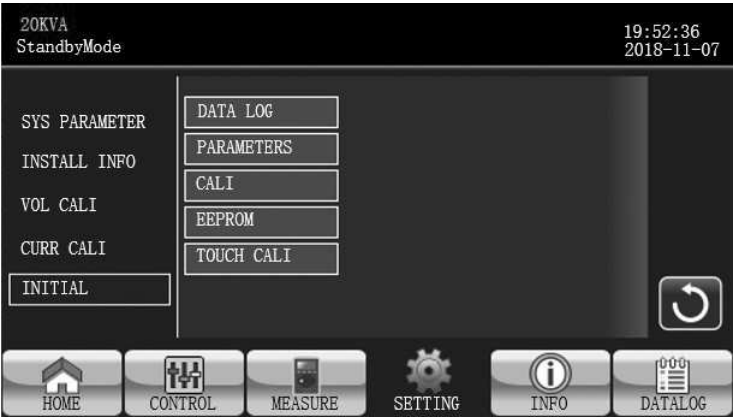 20KVA
StandbyMode
19:52:36
2018-11-07
SYS PARAMETER
INSTALL INFO
VOL CALI
CURR CALI
INITIAL
DATA LOG
PARAMETERS
CALI
EEPROM
TOUCH CALI
HOME
CONTROL
MEASURE
SETTING
INFO
DATALOG